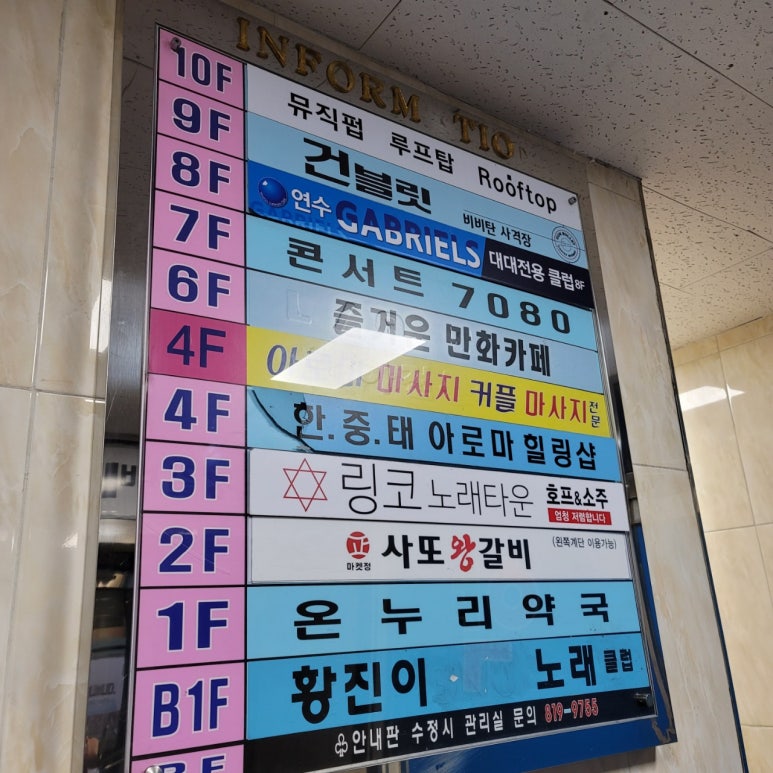 INFORM TIO
10F 뮤직펍 루프탑 Rooftop
9F 건블릿 비비탄 사격장
8F 연수 GABRIELS 대대전용 클럽 8F
7F 콘서트 7080
6F 즐거운 만화카페
4F 마사지 커플 마사지 전문
4F 한.중.태 아로마 힐링샵
3F 링코 노래타운 호프&소주 엄청 저렴합니다
2F 마켓정 사또왕갈비 (왼쪽계단 이용가능)
1F 온누리약국
B1F 황진이 노래클럽
안내판 수정시 관리실 문의 819-9755